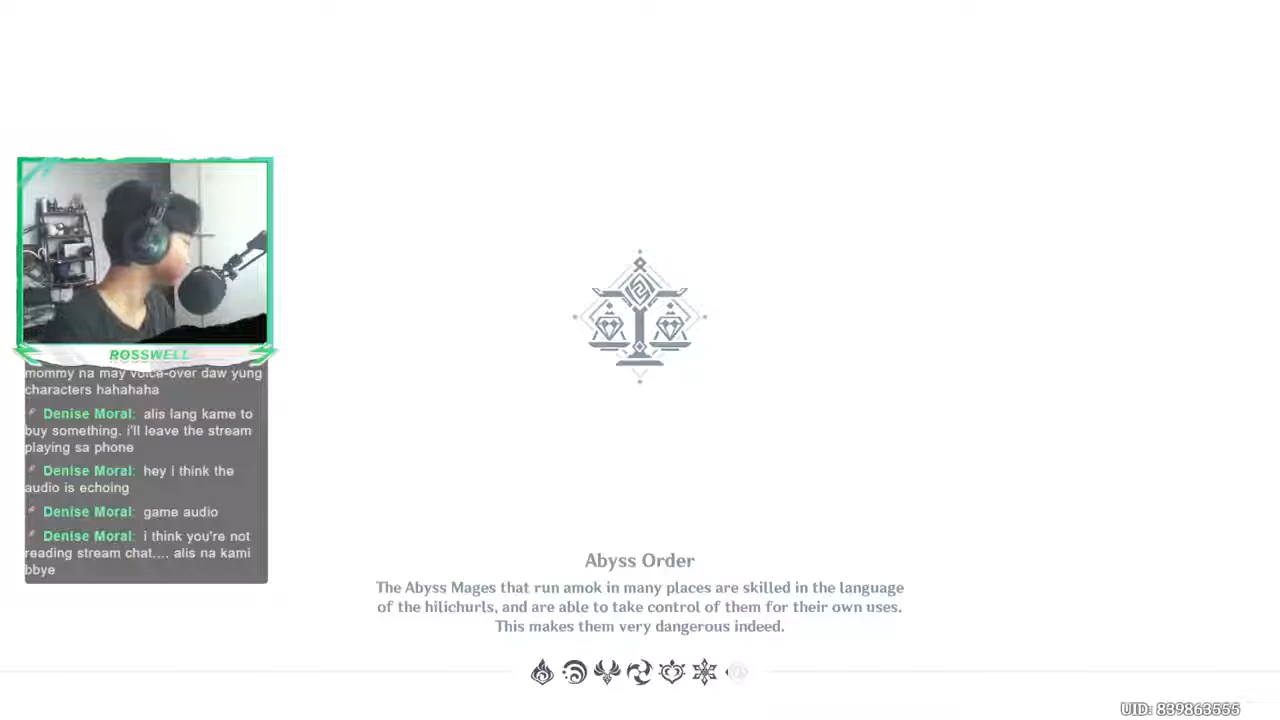 ROSSWELL
mommy na may voice-over daw yung
characters hahahaha
Denise Moral: alis lang kame to
buy something. i'll leave the stream
playing sa phone
Denise Moral: hey i think the
audio is echoing
Denise Moral: game audio
Denise Moral: i think you're not
reading stream chat.... alis na kami
bbye
Abyss Order
The Abyss Mages that run amok in many places are skilled in the language
of the hilichurls, and are able to take control of them for their own uses.
This makes them very dangerous indeed.
UID: 839863555